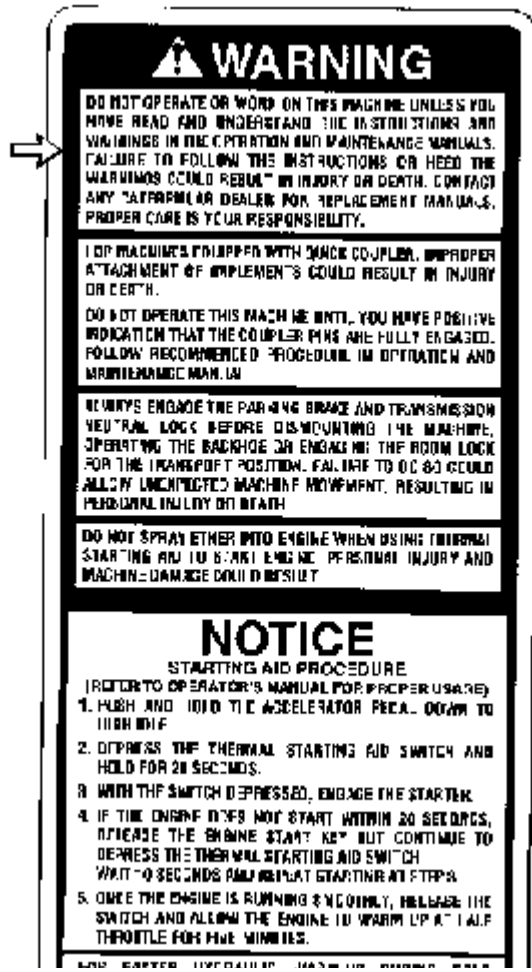 WARNING
DO NOT OPERATE OR WORK ON THIS MACHINE UNLESS YOU
HAVE READ AND UNDERSTAND THE INSTRUCTIONS AND
WARNINGS IN THE OPERATION AND MAINTENANCE MANUALS.
FAILURE TO FOLLOW THE INSTRUCTIONS OR HEED THE
WARNINGS COULD RESULT IN INJURY OR DEATH. CONTACT
ANY CATERPILLAR DEALER FOR REPLACEMENT MANUALS.
PROPER CARE IS YOUR RESPONSIBILITY.
FOR MACHINES EQUIPPED WITH QUICK COUPLER, IMPROPER
ATTACHMENT OF IMPLEMENTS COULD RESULT IN INJURY
OR DEATH.
DO NOT OPERATE THIS MACHINE UNTIL YOU HAVE POSITIVE
INDICATION THAT THE COUPLER PINS ARE FULLY ENGAGED.
FOLLOW RECOMMENDED PROCEDURE IN OPERATION AND
MAINTENANCE MANUAL
ALWAYS ENGAGE THE PARKING BRAKE AND TRANSMISSION
NEUTRAL LOCK BEFORE DISMOUNTING THE MACHINE,
OPERATING THE BACKHOE OR ENGAGING THE BOOM LOCK
FOR THE TRANSPORT POSITION. FAILURE TO DO SO COULD
ALLOW UNEXPECTED MACHINE MOVEMENT, RESULTING IN
PERSONAL INJURY OR DEATH
DO NOT SPRAY ETHER INTO ENGINE WHEN USING THERMAL
STARTING AID TO START ENGINE. PERSONAL INJURY AND
MACHINE DAMAGE COULD RESULT
NOTICE
STARTING AID PROCEDURE
(REFER TO OPERATOR'S MANUAL FOR PROPER USAGE)
1. PUSH AND HOLD THE ACCELERATOR PEDAL DOWN TO
HIGH IDLE
2. DEPRESS THE THERMAL STARTING AID SWITCH AND
HOLD FOR 20 SECONDS.
3. WITH THE SWITCH DEPRESSED, ENGAGE THE STARTER.
4. IF THE ENGINE DOES NOT START WITHIN 20 SECONDS,
RELEASE THE ENGINE START KEY BUT CONTINUE TO
DEPRESS THE THERMAL STARTING AID SWITCH
WAIT SECONDS AND REPEAT STARTING AT STEP
5. ONCE THE ENGINE IS RUNNING SMOOTHLY, RELEASE THE
SWITCH AND ALLOW THE ENGINE TO WARM UP AT HALF
THROTTLE FOR FIVE MINUTES.
FOR FASTER HYDRAULIC WARM-UP DURING COLD